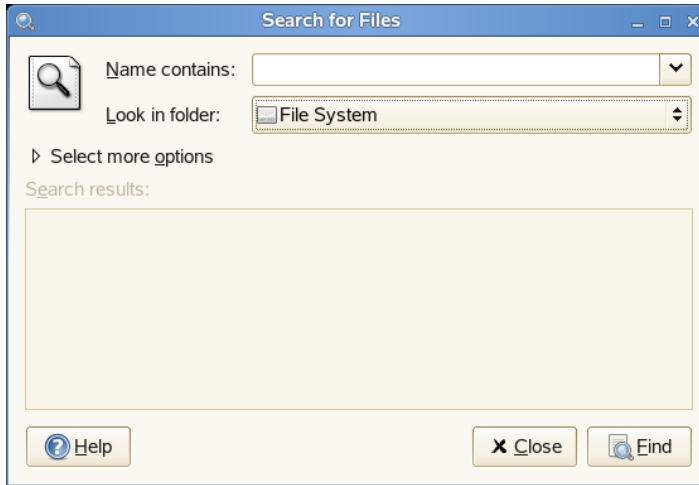 Search for Files
Name contains:
Look in folder: File System
Select more options
Search results:
Help Close Find